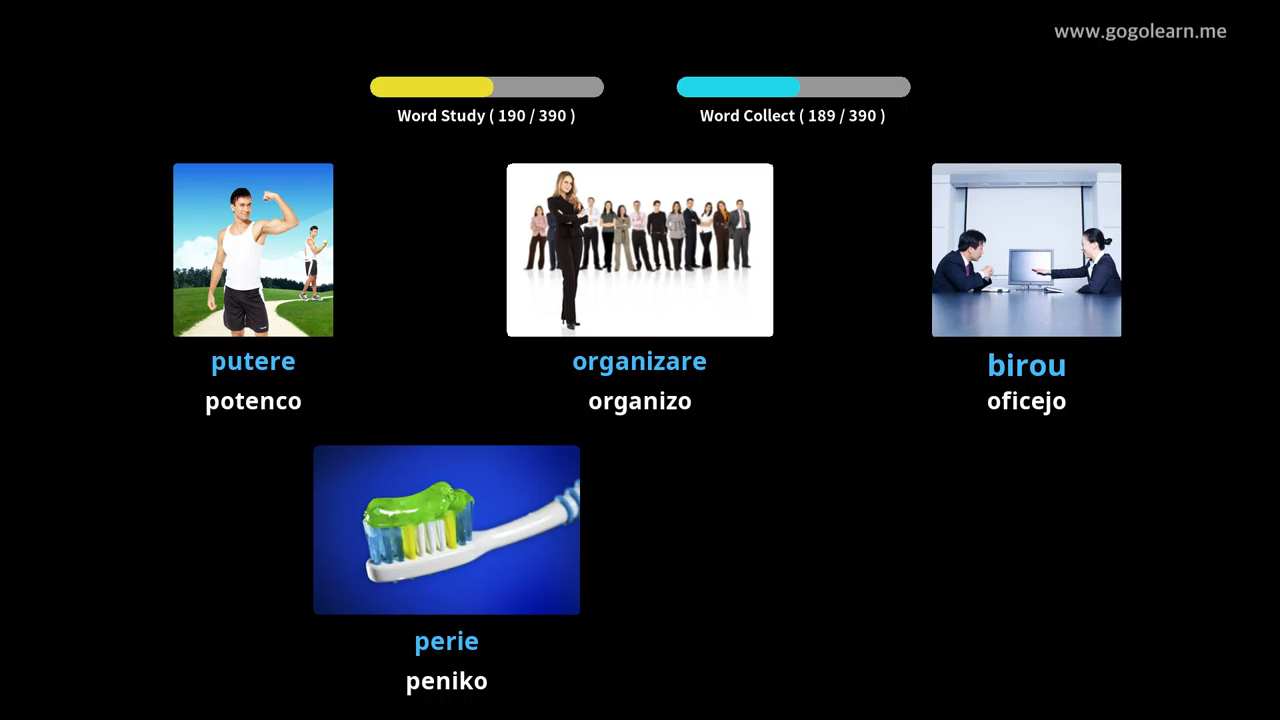 www.gogolearn.me
Word Study ( 190 / 390 )
Word Collect ( 189 / 390 )
putere
potenco
organizare
organizo
birou
oficejo
perie
peniko